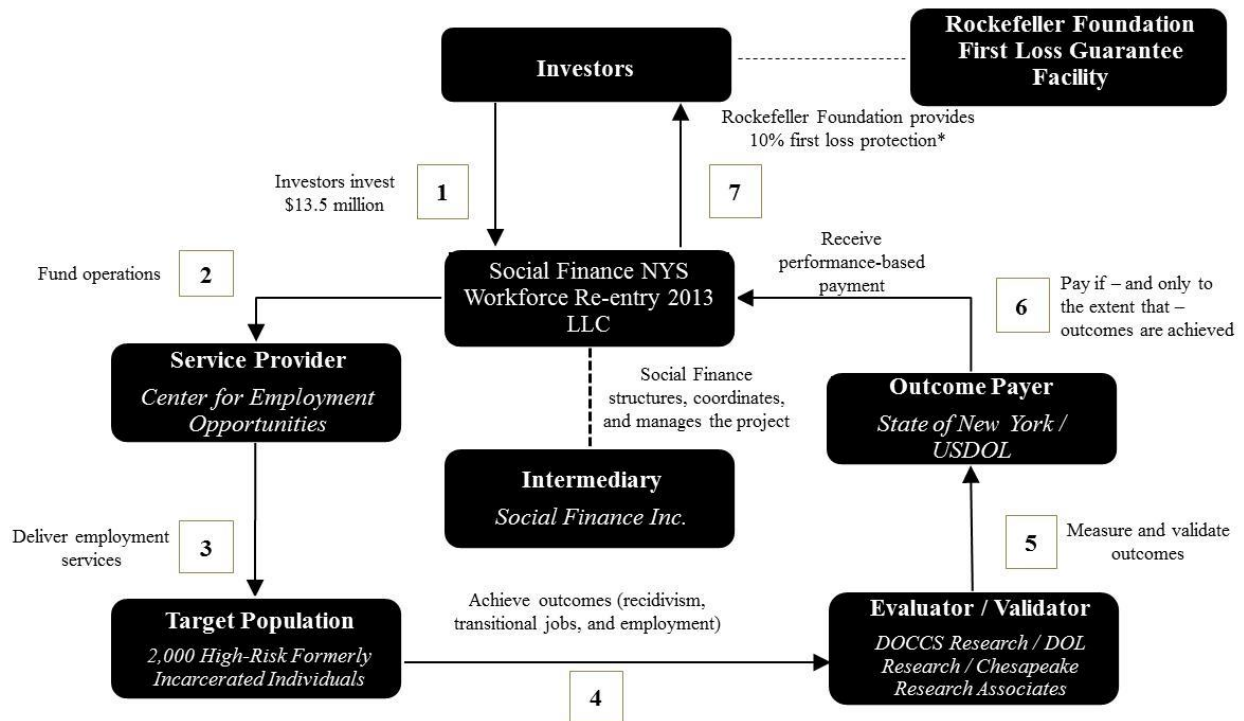 Investors
Rockefeller Foundation
First Loss Guarantee
Facility
Rockefeller Foundation provides
10% first loss protection*
Investors invest
$13.5 million
1
7
Fund operations
2
Social Finance NYS
Workforce Re-entry 2013
LLC
Receive
performance-based
payment
6
Pay if – and only to
the extent that –
outcomes are achieved
Service Provider
Center for Employment
Opportunities
Social Finance
structures, coordinates,
and manages the project
Outcome Payer
State of New York /
USDOL
Intermediary
Social Finance Inc.
Deliver employment
services
3
5
Measure and validate
outcomes
Target Population
2,000 High-Risk Formerly
Incarcerated Individuals
Achieve outcomes (recidivism,
transitional jobs, and employment)
4
Evaluator / Validator
DOCCS Research / DOL
Research / Chesapeake
Research Associates